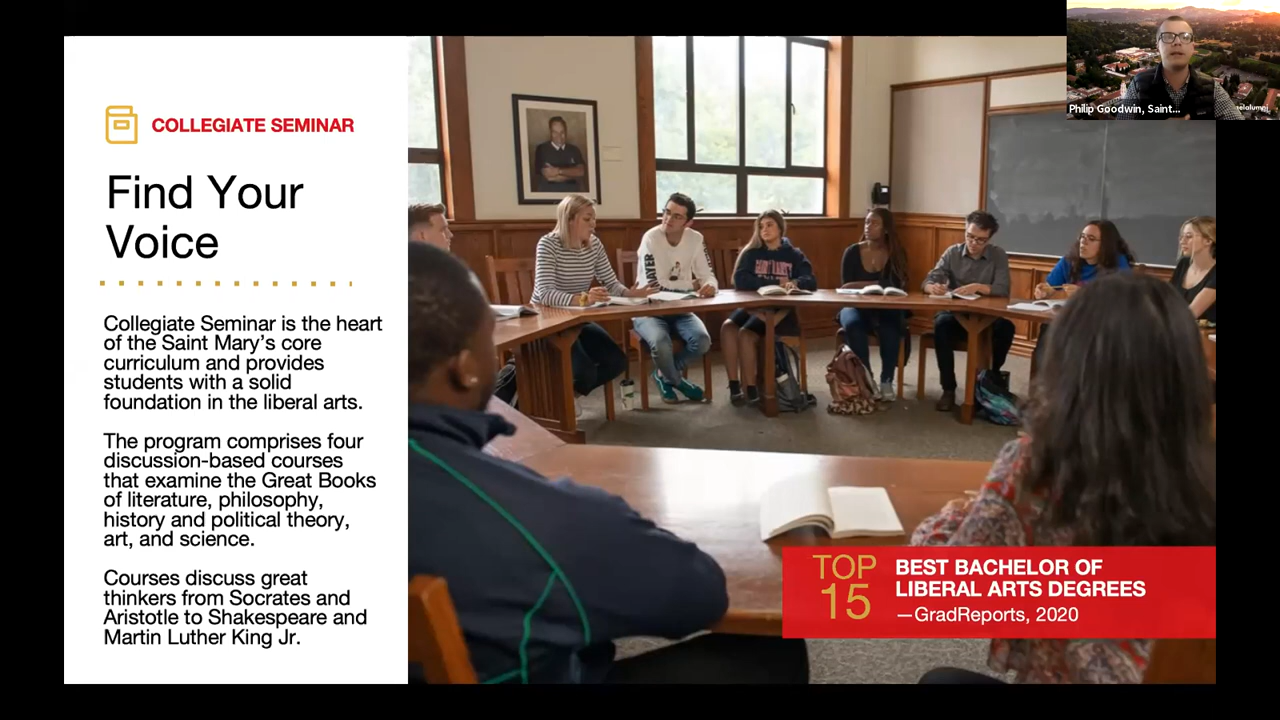 COLLEGIATE SEMINAR
Find Your
Voice
Collegiate Seminar is the heart
of the Saint Mary’s core
curriculum and provides
students with a solid
foundation in the liberal arts.
The program comprises four
discussion-based courses
that examine the Great Books
of literature, philosophy,
history and political theory,
art, and science.
Courses discuss great
thinkers from Socrates and
Aristotle to Shakespeare and
Martin Luther King Jr.
TOP
15
BEST BACHELOR OF
LIBERAL ARTS DEGREES
—GradReports, 2020
Philip Goodwin, Saint...